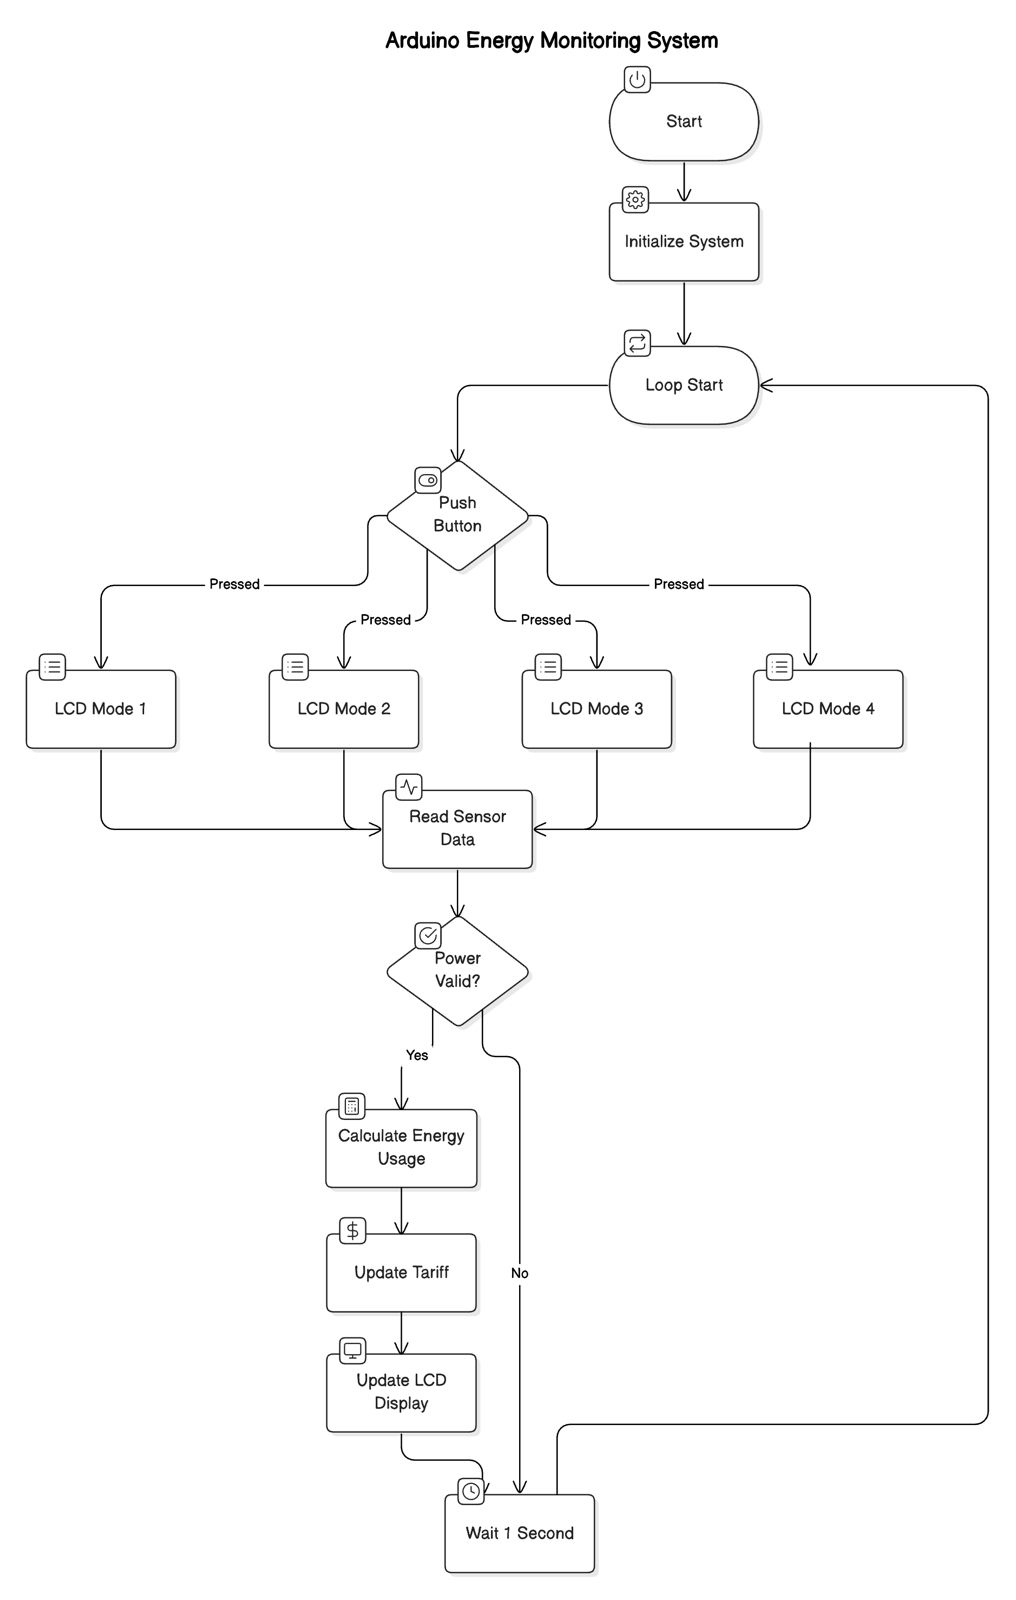 Arduino Energy Monitoring System
Start
Initialize System
Loop Start
Push
Button
Pressed
Pressed
Pressed
Pressed
LCD Mode 1
LCD Mode 2
LCD Mode 3
LCD Mode 4
Read Sensor
Data
Power
Valid?
Yes
Calculate Energy
Usage
$
Update Tariff
No
Update LCD
Display
Wait 1 Second